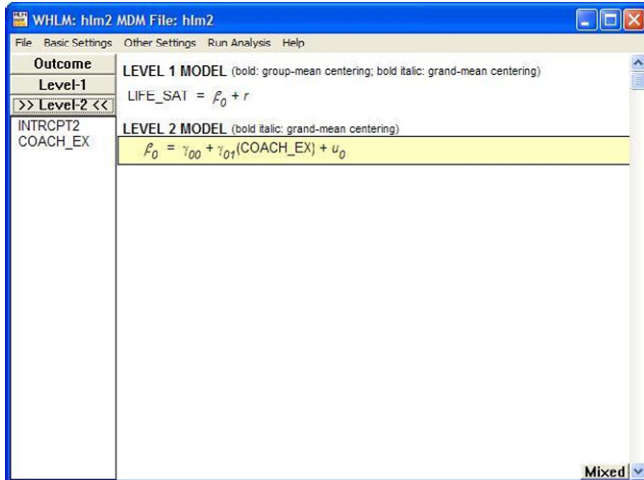 WHLM: hlm2 MDM File: hlm2
File Basic Settings Other Settings Run Analysis Help
Outcome
Level-1
>> Level-2 <<
INTRCPT2
COACH_EX
LEVEL 1 MODEL (bold: group-mean centering; bold italic: grand-mean centering)
LIFE_SAT = β0 + r
LEVEL 2 MODEL (bold italic: grand-mean centering)
β0 = γ00 + γ01(COACH_EX) + u0
Mixed